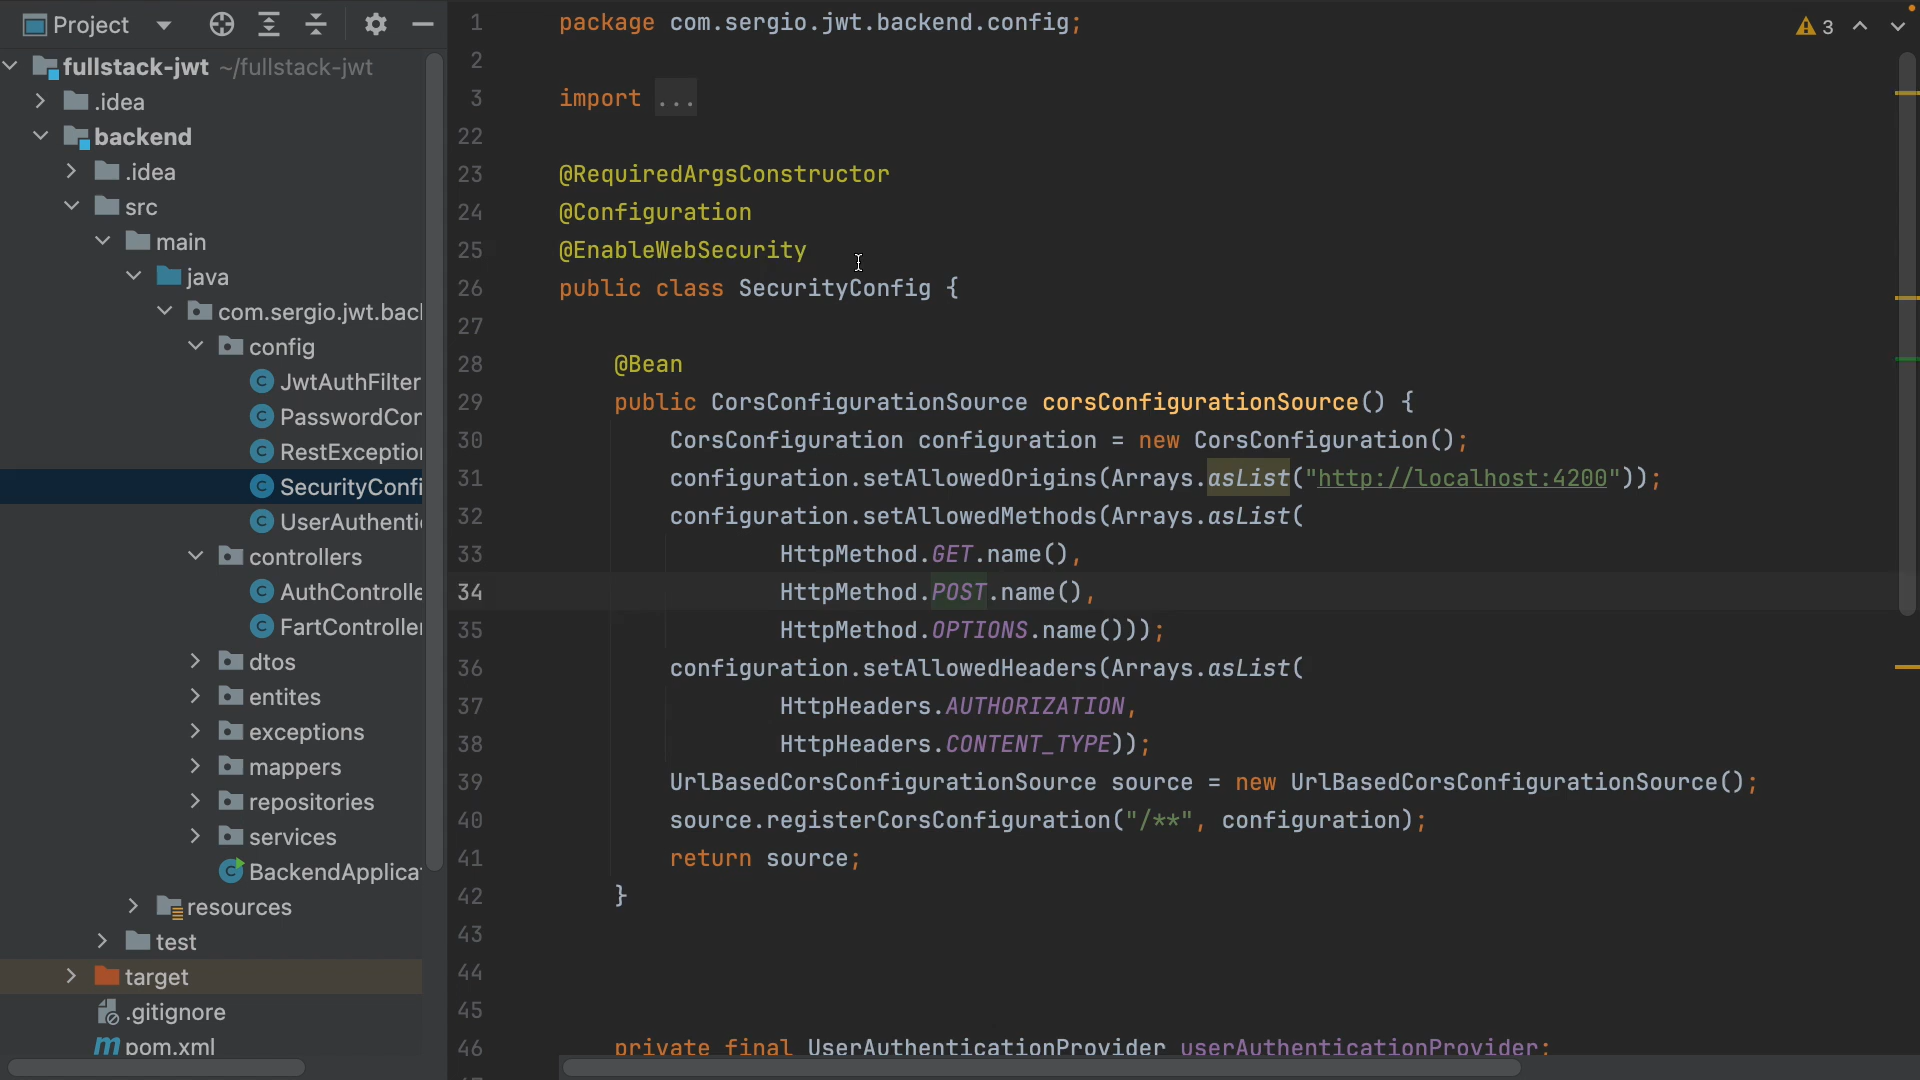 Project
fullstack-jwt ~/fullstack-jwt
.idea
backend
.idea
src
main
java
com.sergio.jwt.bac
config
JwtAuthFilter
PasswordCor
RestExceptio
SecurityConfi
UserAuthenti
controllers
AuthControlle
FartController
dtos
entites
exceptions
mappers
repositories
services
BackendApplica
resources
test
target
.gitignore
pom.xml
3
1 package com.sergio.jwt.backend.config;
2
3 import ...
22
23 @RequiredArgsConstructor
24 @Configuration
25 @EnableWebSecurity
26 public class SecurityConfig {
27
28 @Bean
29 public CorsConfigurationSource corsConfigurationSource() {
30 CorsConfiguration configuration = new CorsConfiguration();
31 configuration.setAllowedOrigins(Arrays.asList("http://localhost:4200"));
32 configuration.setAllowedMethods(Arrays.asList(
33 HttpMethod.GET.name(),
34 HttpMethod.POST.name(),
35 HttpMethod.OPTIONS.name()));
36 configuration.setAllowedHeaders(Arrays.asList(
37 HttpHeaders.AUTHORIZATION,
38 HttpHeaders.CONTENT_TYPE));
39 UrlBasedCorsConfigurationSource source = new UrlBasedCorsConfigurationSource();
40 source.registerCorsConfiguration("/**", configuration);
41 return source;
42 }
43
44
45
46 private final UserAuthenticationProvider userAuthenticationProvider;